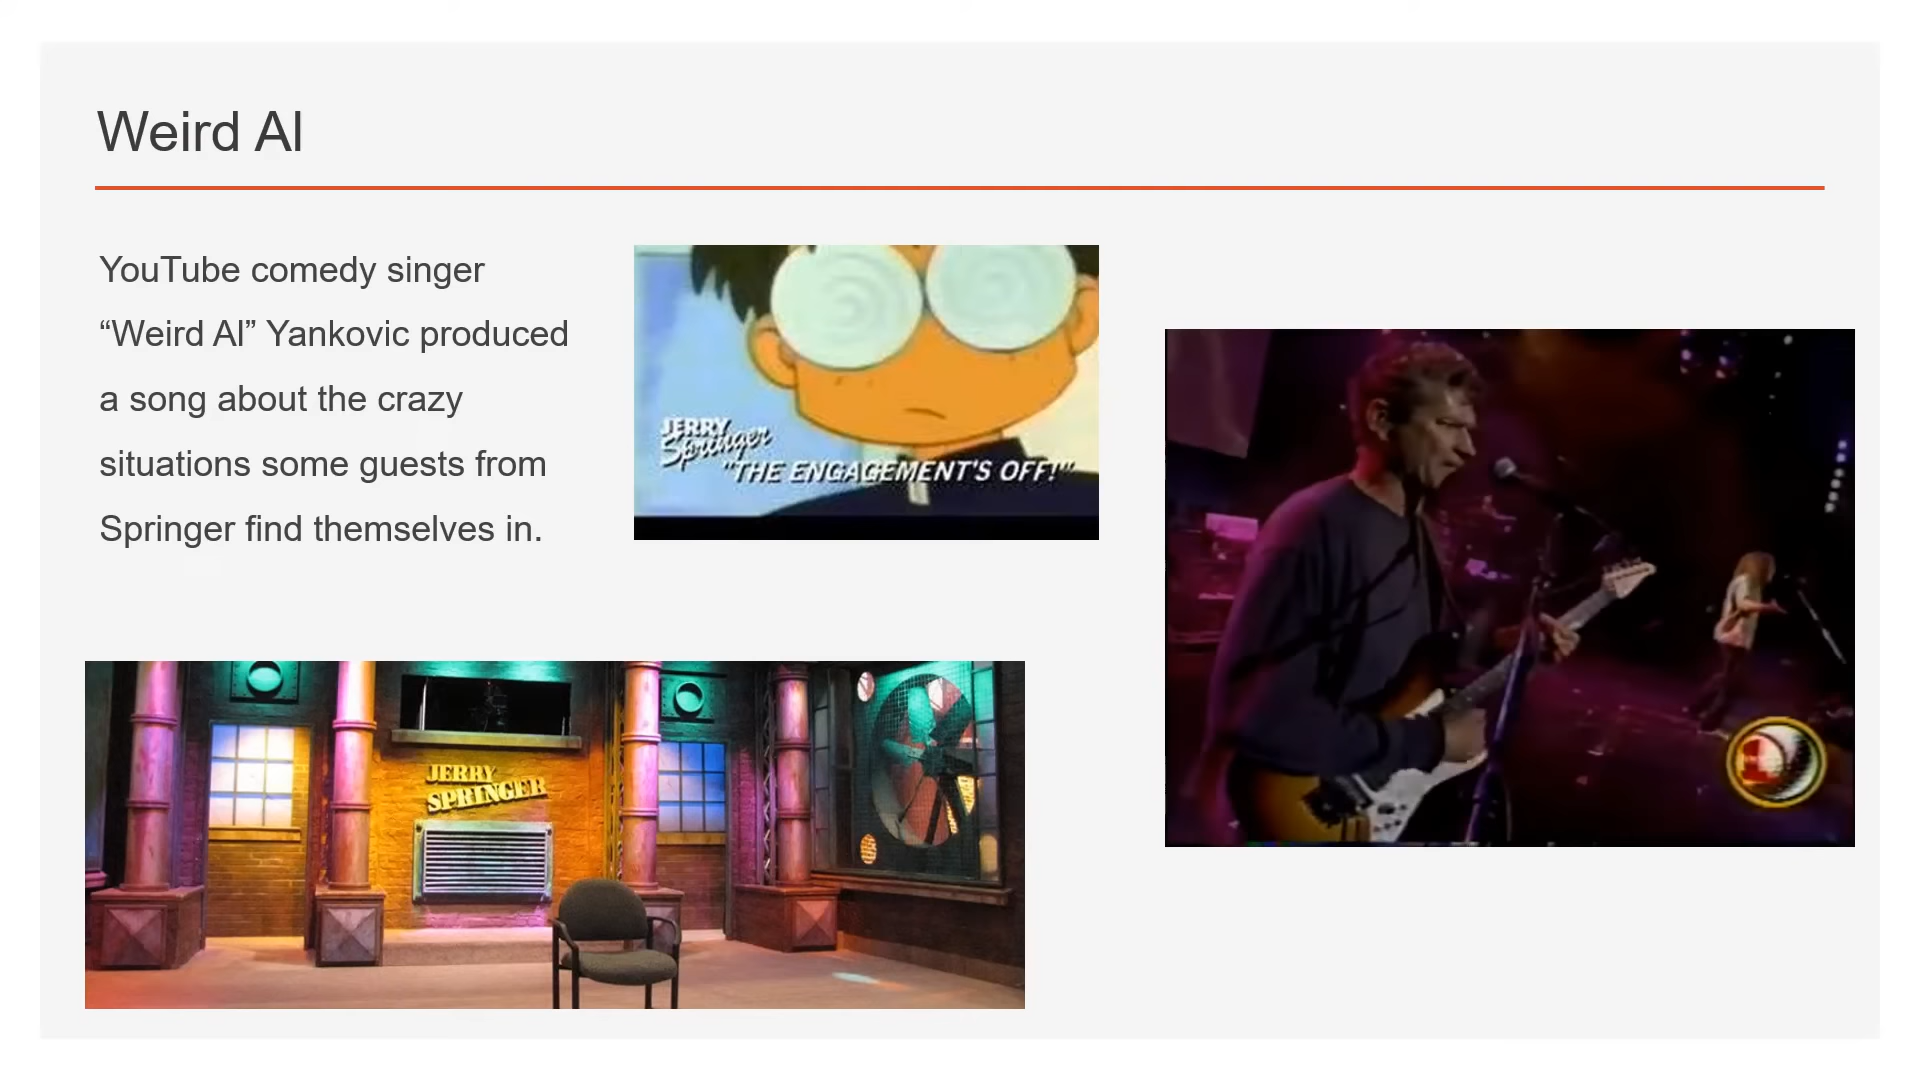 Weird Al
YouTube comedy singer
“Weird Al” Yankovic produced
a song about the crazy
situations some guests from
Springer find themselves in.
JERRY
Springer
"THE ENGAGEMENT'S OFF!"
JERRY
SPRINGER
1